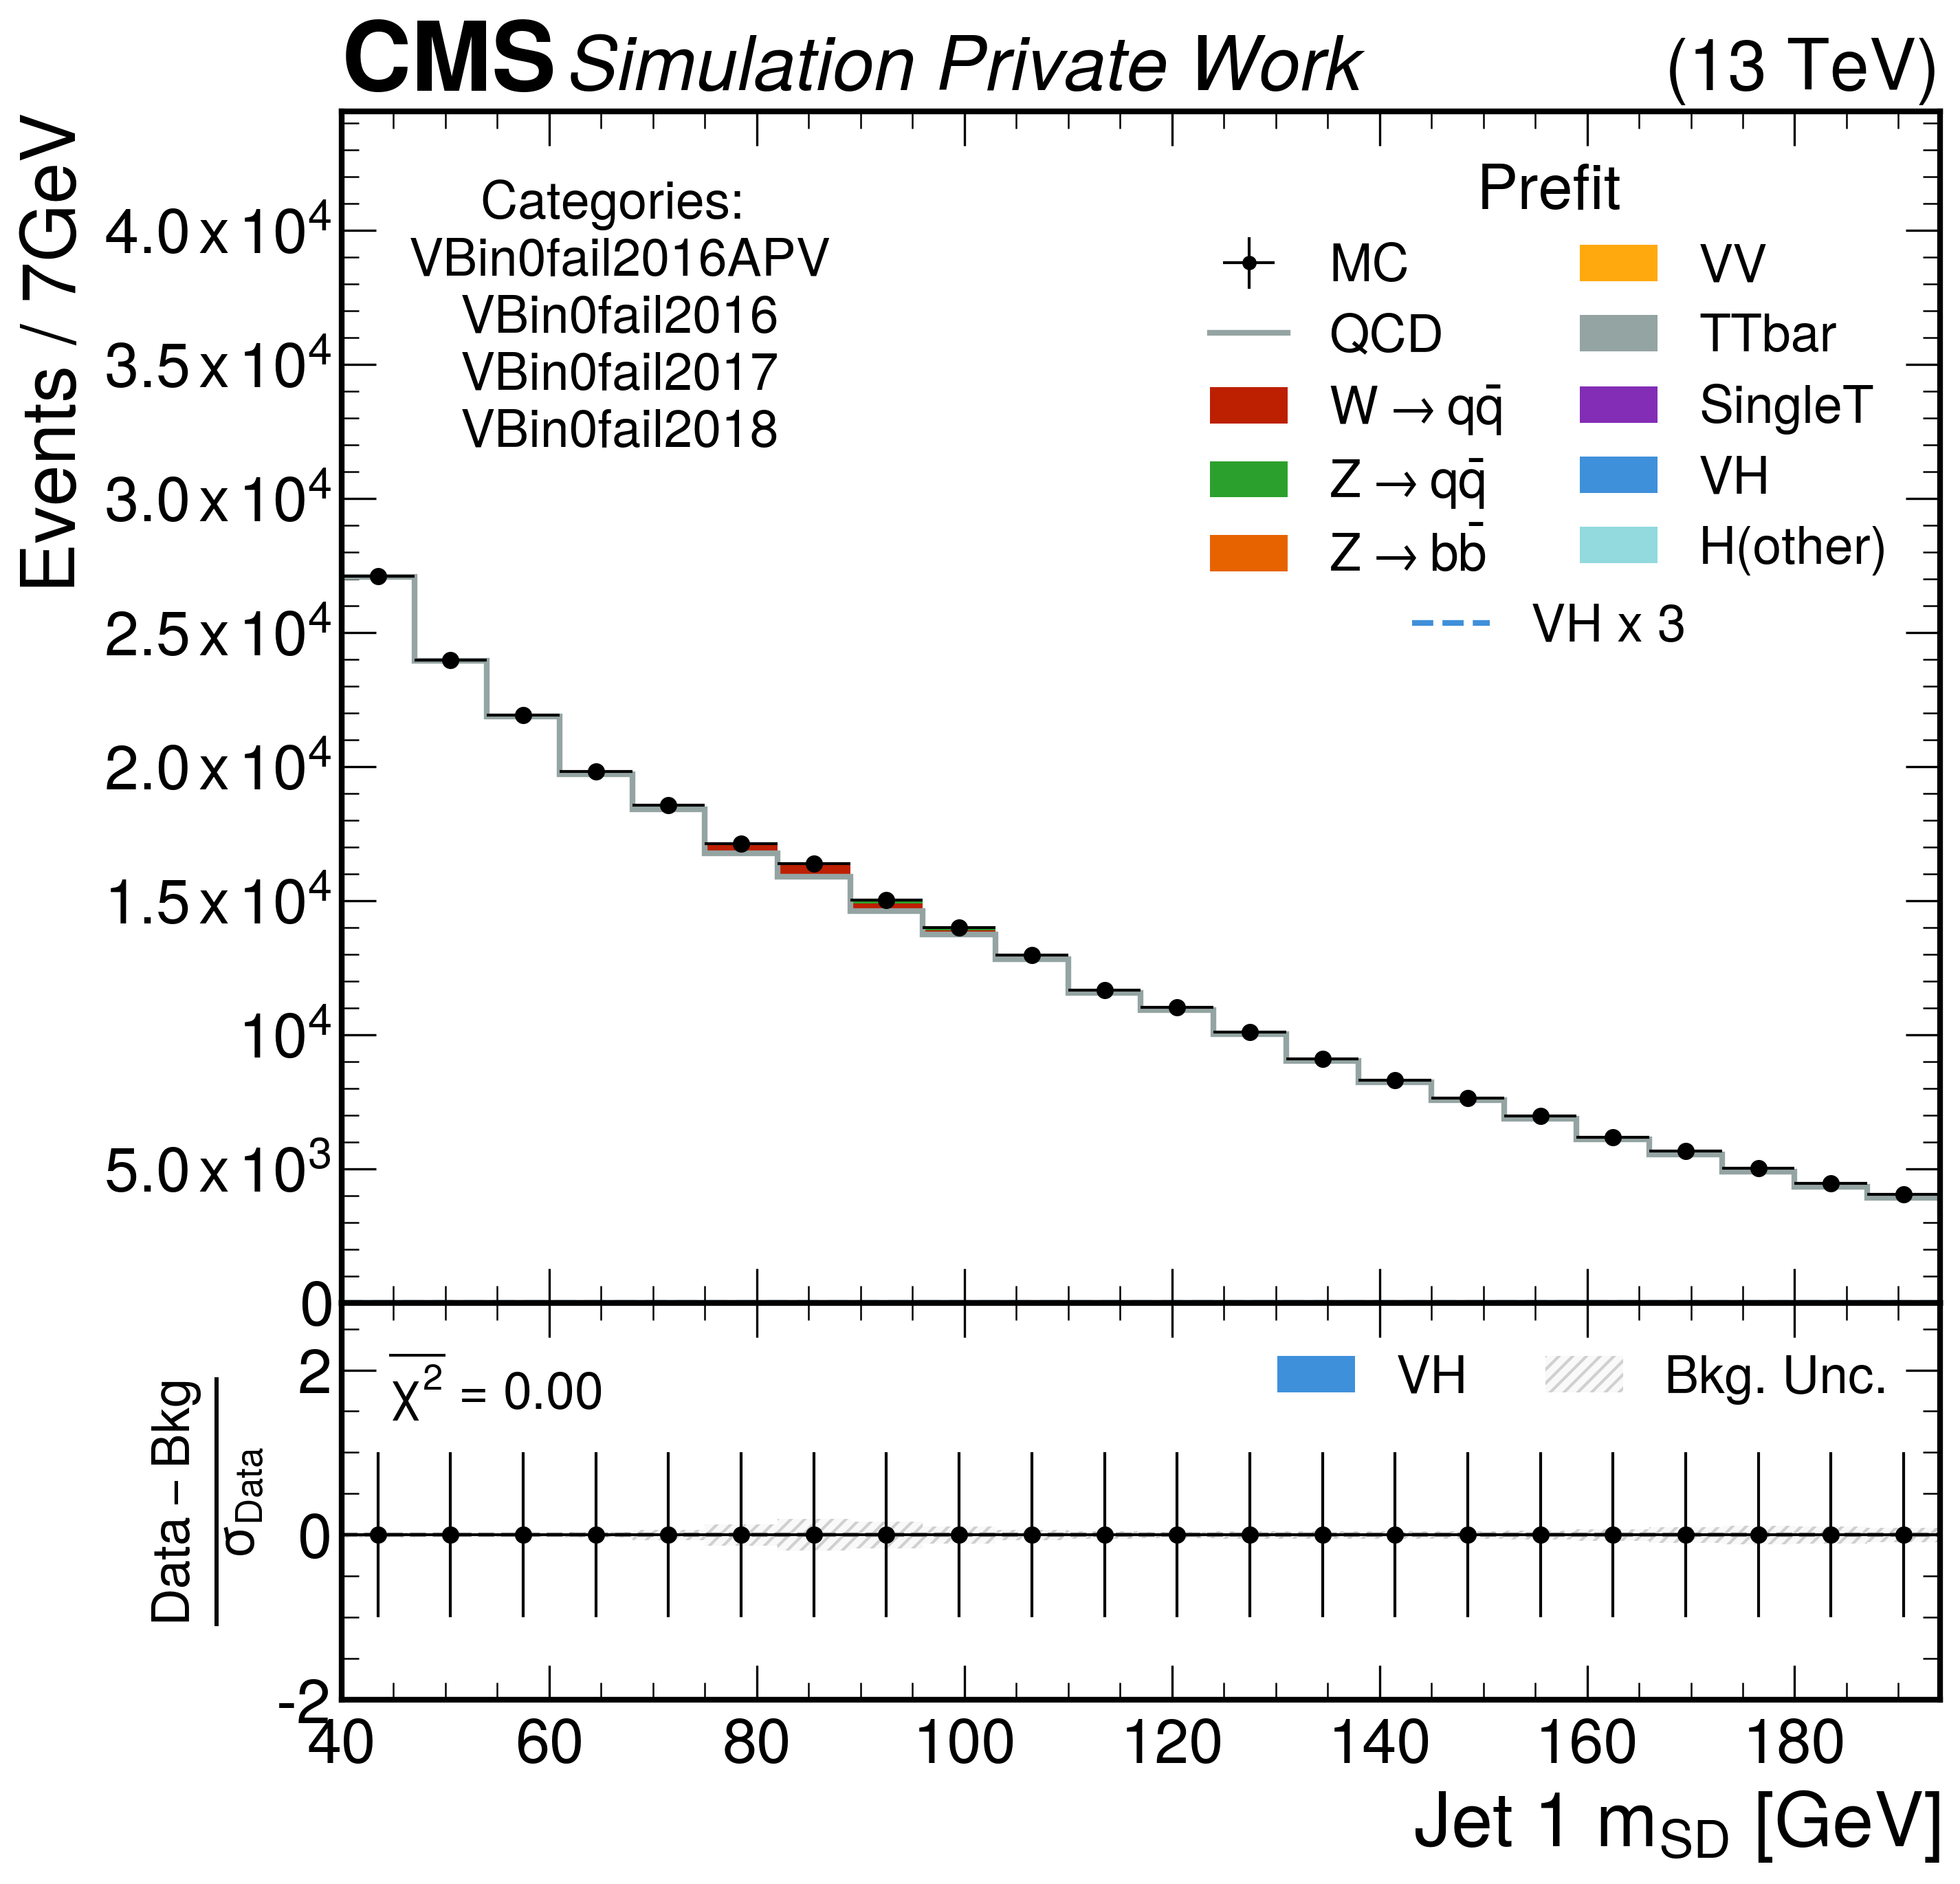 CMS Simulation Private Work (13 TeV)
Events / 7GeV
4.0 x 10⁴
3.5 x 10⁴
3.0 x 10⁴
2.5 x 10⁴
2.0 x 10⁴
1.5 x 10⁴
10⁴
5.0 x 10³
0
Categories:
VBin0fail2016APV
VBin0fail2016
VBin0fail2017
VBin0fail2018
Prefit
MC VV
QCD TTbar
W → qq̄ SingleT
Z → qq̄ VH
Z → bb̄ H(other)
VH x 3
Data – Bkg
σ_Data
2
0
-2
χ² = 0.00
VH Bkg. Unc.
40 60 80 100 120 140 160 180
Jet 1 m_SD [GeV]